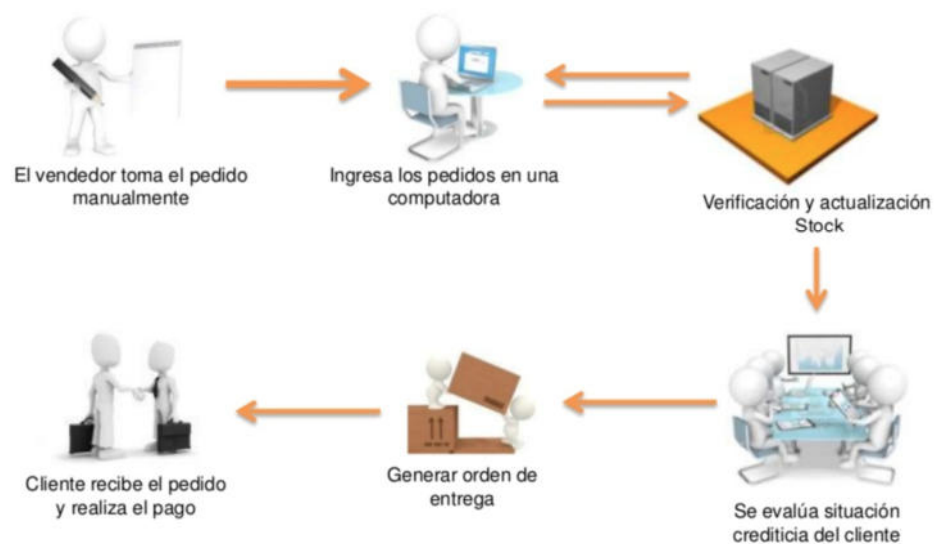 El vendedor toma el pedido
manualmente
Ingresa los pedidos en una
computadora
Verificación y actualización
Stock
Se evalúa situación
crediticia del cliente
Generar orden de
entrega
Cliente recibe el pedido
y realiza el pago